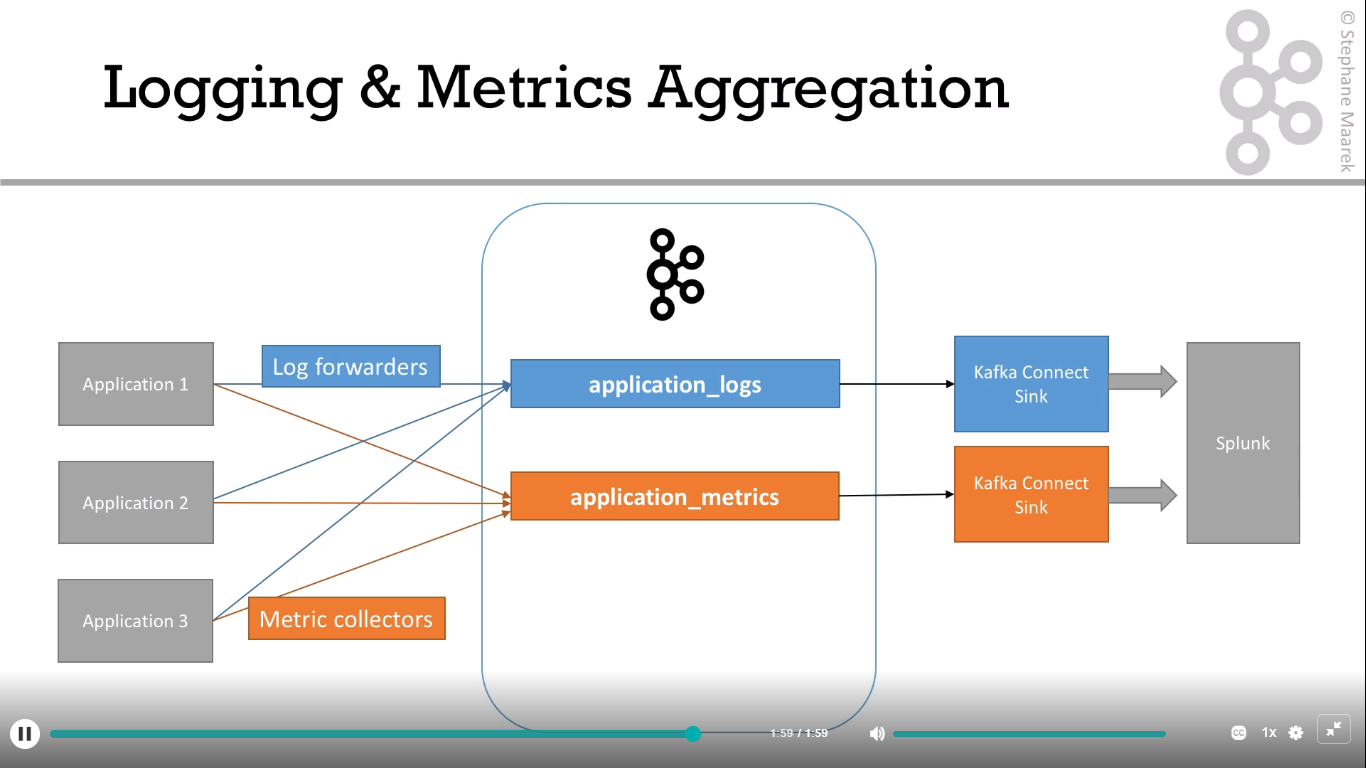 Logging & Metrics Aggregation
© Stephane Maarek
Application 1
Log forwarders
application_logs
Kafka Connect
Sink
Application 2
application_metrics
Kafka Connect
Sink
Splunk
Application 3
Metric collectors
1:59 / 1:59
CC
1x